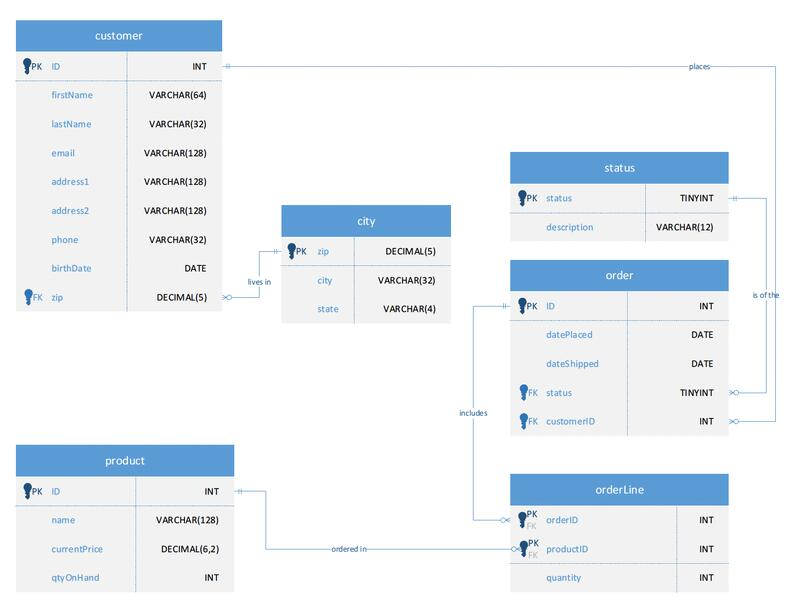 customer
PK ID INT
firstName VARCHAR(64)
lastName VARCHAR(32)
email VARCHAR(128)
address1 VARCHAR(128)
address2 VARCHAR(128)
phone VARCHAR(32)
birthDate DATE
FK zip DECIMAL(5)
places
lives in
city
PK zip DECIMAL(5)
city VARCHAR(32)
state VARCHAR(4)
status
PK status TINYINT
description VARCHAR(12)
is of the
order
PK ID INT
datePlaced DATE
dateShipped DATE
FK status TINYINT
FK customerID INT
includes
product
PK ID INT
name VARCHAR(128)
currentPrice DECIMAL(6,2)
qtyOnHand INT
ordered in
orderLine
PK
FK orderID INT
PK
FK productID INT
quantity INT